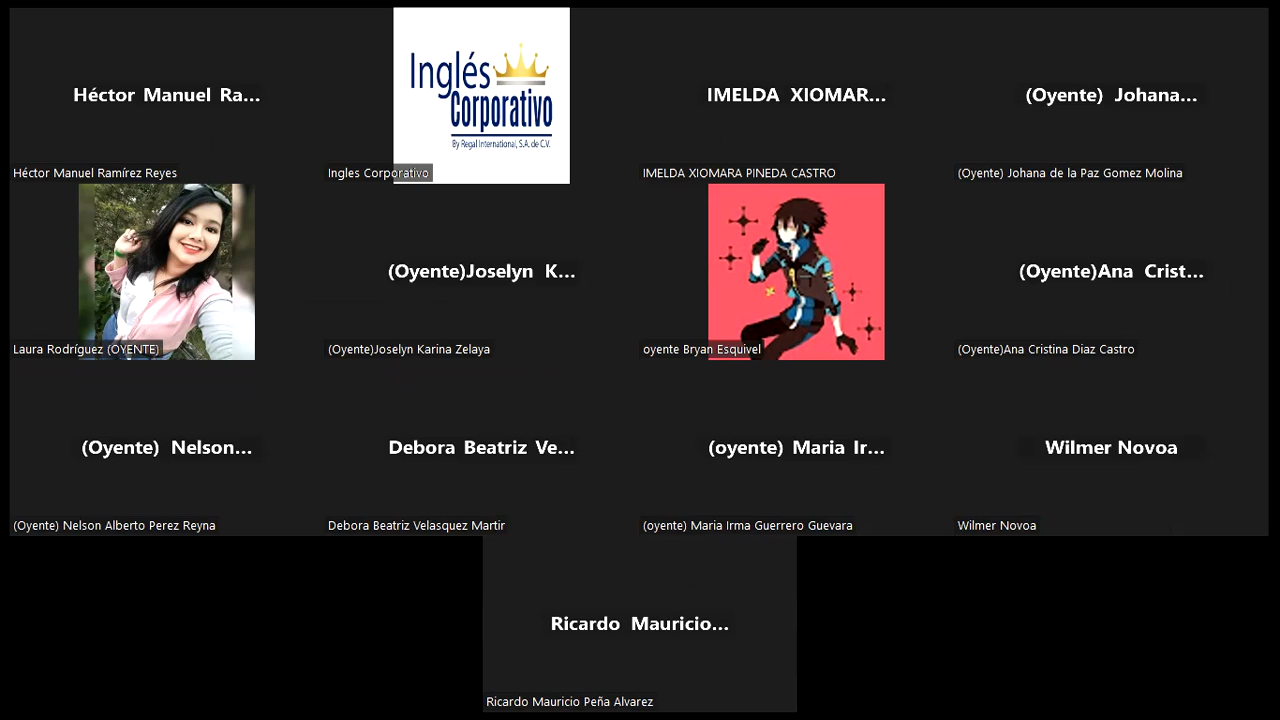 Héctor Manuel Ra...
Héctor Manuel Ramírez Reyes
Inglés
Corporativo
By Regal International, S.A. de C.V.
Ingles Corporativo
IMELDA XIOMAR...
IMELDA XIOMARA PINEDA CASTRO
(Oyente) Johana...
(Oyente) Johana de la Paz Gomez Molina
Laura Rodríguez (OYENTE)
(Oyente)Joselyn K...
(Oyente)Joselyn Karina Zelaya
oyente Bryan Esquivel
(Oyente)Ana Crist...
(Oyente)Ana Cristina Diaz Castro
(Oyente) Nelson...
(Oyente) Nelson Alberto Perez Reyna
Debora Beatriz Ve...
Debora Beatriz Velasquez Martir
(oyente) Maria Ir...
(oyente) Maria Irma Guerrero Guevara
Wilmer Novoa
Wilmer Novoa
Ricardo Mauricio...
Ricardo Mauricio Peña Alvarez